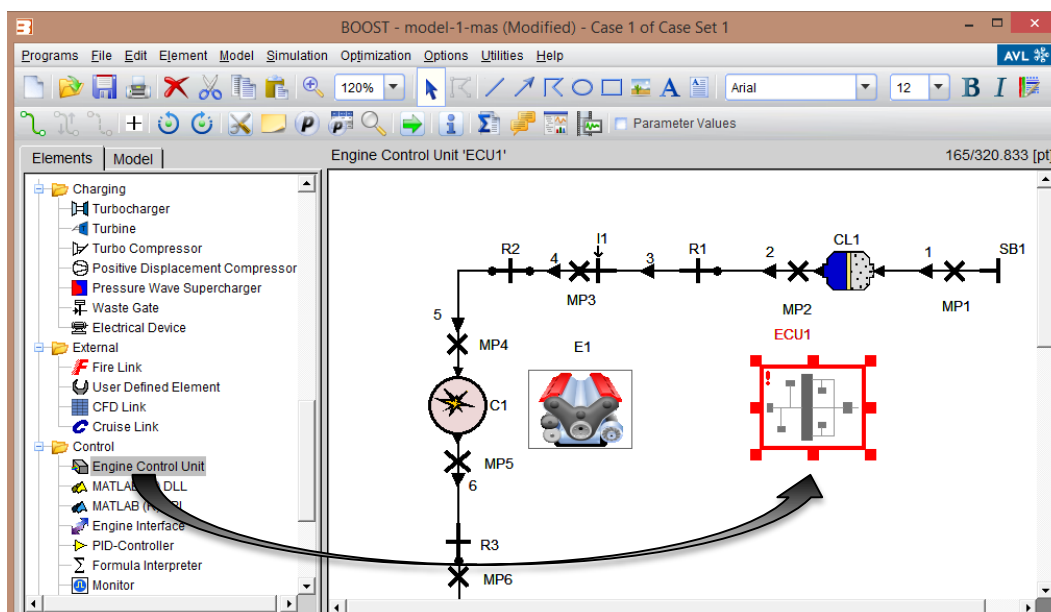 BOOST - model-1-mas (Modified) - Case 1 of Case Set 1
Programs File Edit Element Model Simulation Optimization Options Utilities Help AVL
120% A Arial 12 B I
P P i Σ Parameter Values
Elements Model
Engine Control Unit 'ECU1' 165/320.833 [pt]
Charging
Turbocharger
Turbine
Turbo Compressor
Positive Displacement Compressor
Pressure Wave Supercharger
Waste Gate
Electrical Device
External
Fire Link
User Defined Element
CFD Link
Cruise Link
Control
Engine Control Unit
DLL
MATLAB
Engine Interface
PID-Controller
Formula Interpreter
Monitor
R2 4 I1 3 R1 2 CL1 1 SB1
MP3 MP2 MP1
5 ECU1
MP4 E1
!
C1
MP5
6
R3
MP6